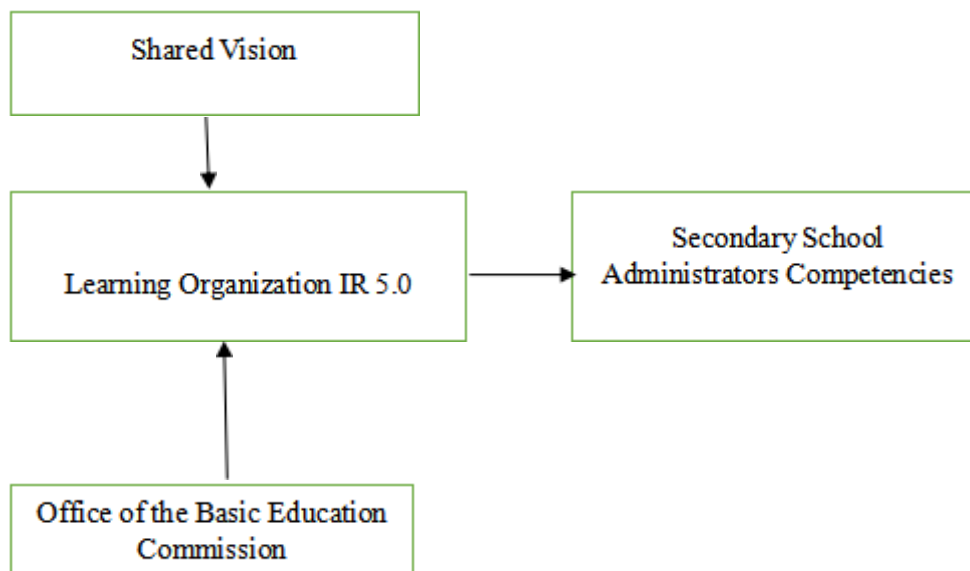 Shared Vision
Learning Organization IR 5.0
Secondary School
Administrators Competencies
Office of the Basic Education
Commission